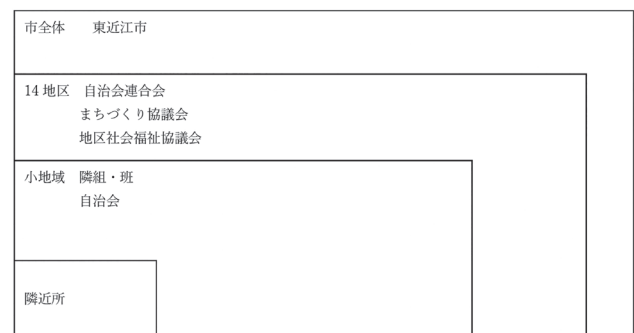 市全体　東近江市
14 地区　自治会連合会
まちづくり協議会
地区社会福祉協議会
小地域　隣組・班
自治会
隣近所